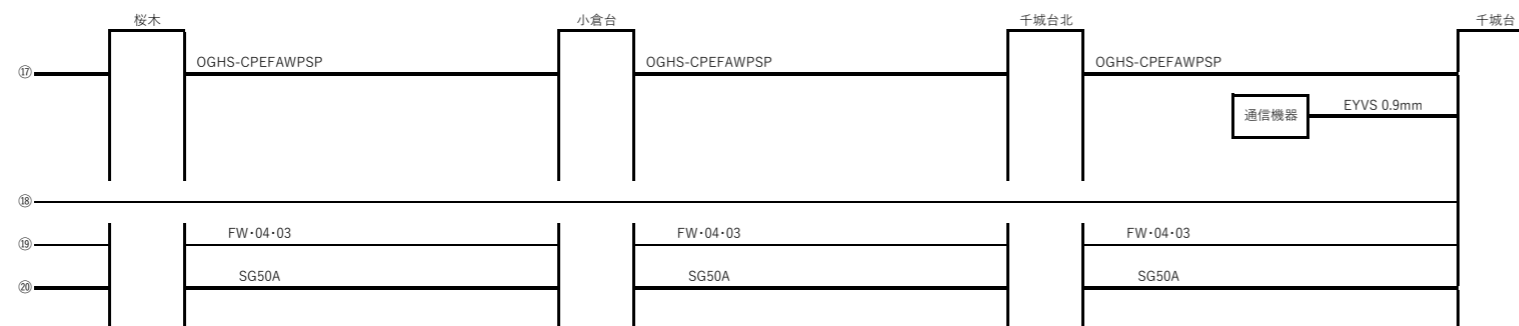 桜木 小倉台 千城台北 千城台
⑰ OGHS-CPEFAWPSP OGHS-CPEFAWPSP OGHS-CPEFAWPSP
通信機器 EYVS 0.9mm
⑱
⑲ FW・04・03 FW・04・03 FW・04・03
⑳ SG50A SG50A SG50A